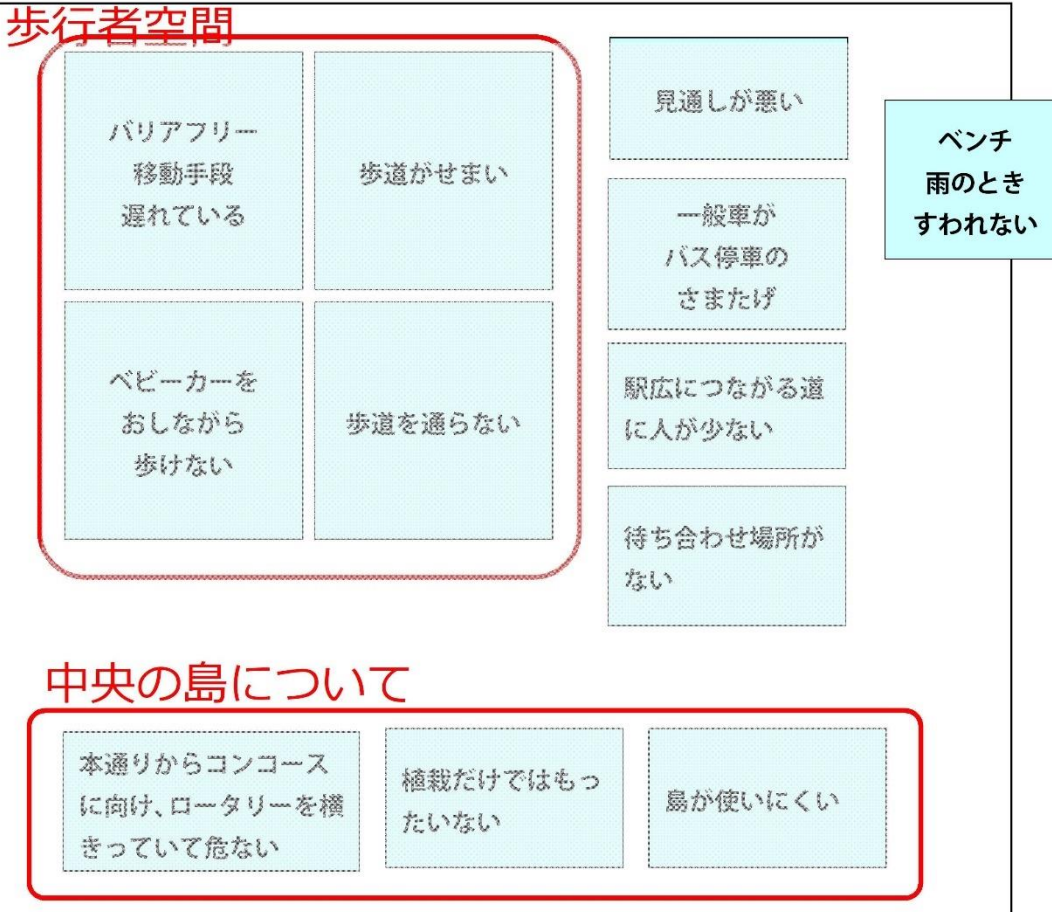 歩行者空間
バリアフリー
移動手段
遅れている
歩道がせまい
ベビーカーを
おしながら
歩けない
歩道を通らない
見通しが悪い
一般車が
バス停車の
さまたげ
駅広につながる道
に人が少ない
待ち合わせ場所が
ない
ベンチ
雨のとき
すわれない
中央の島について
本通りからコンコース
に向け、ロータリーを横
きっていて危ない
植栽だけではもっ
たいない
島が使いにくい